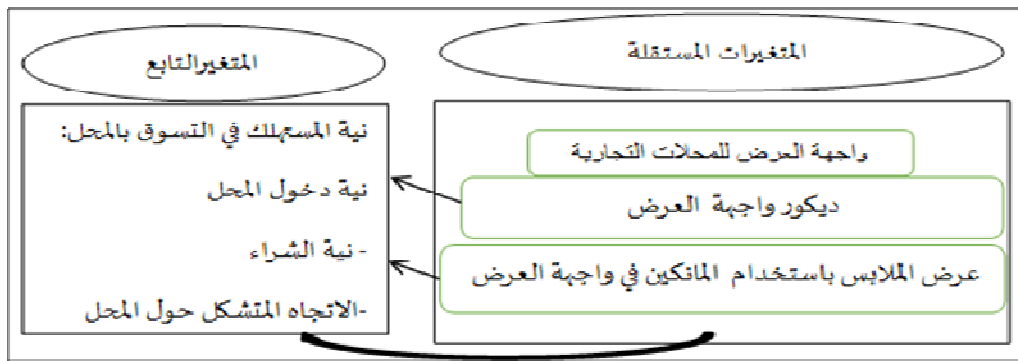 المتغيرات المستقلة
واجهة العرض للمحلات التجارية
ديكور واجهة العرض
عرض الملابس باستخدام المانكين في واجهة العرض
المتغيرالتابع
نية المستهلك في التسوق بالمحل:
نية دخول المحل
- نية الشراء
-الاتجاه المتشكل حول المحل